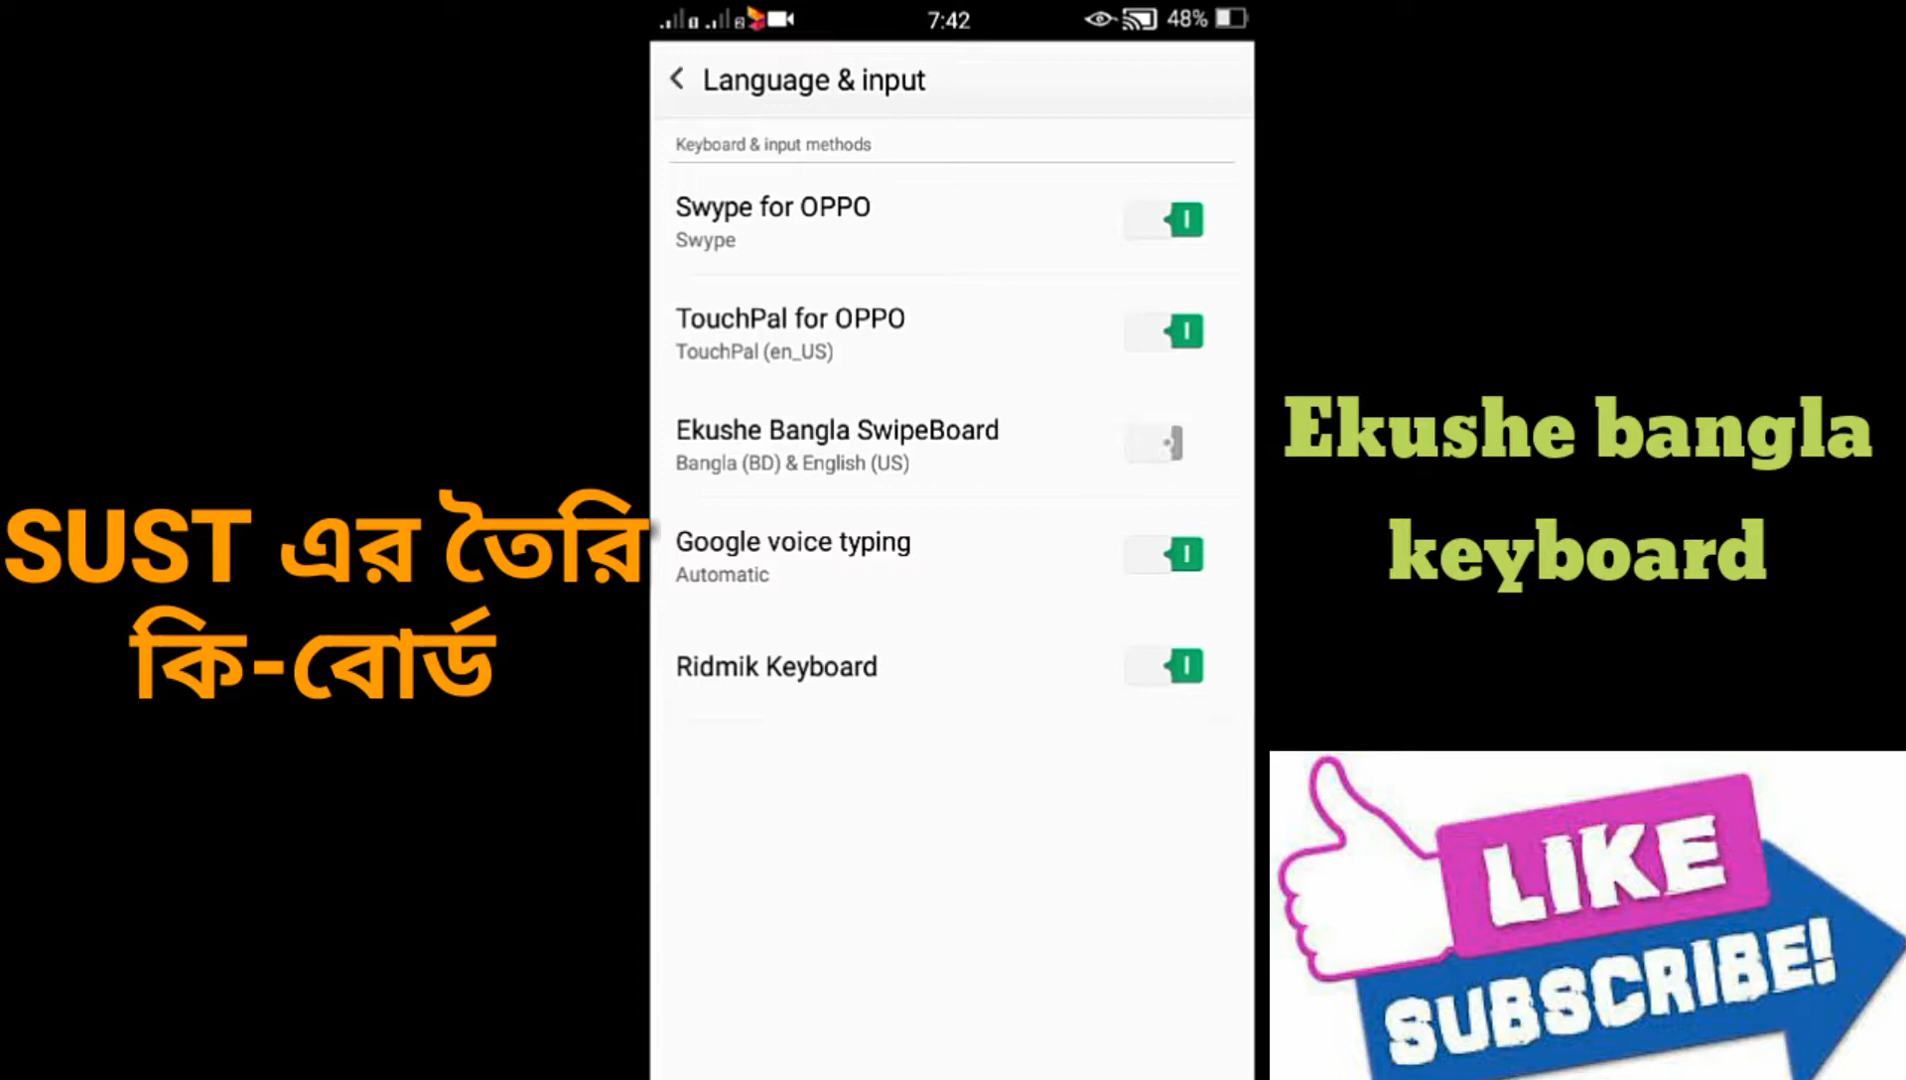 7:42
48%
Language & input
Keyboard & input methods
Swype for OPPO
Swype
TouchPal for OPPO
TouchPal (en_US)
Ekushe Bangla SwipeBoard
Bangla (BD) & English (US)
Google voice typing
Automatic
Ridmik Keyboard
SUST এর তৈরি
কি-বোর্ড
Ekushe bangla
keyboard
LIKE
SUBSCRIBE!